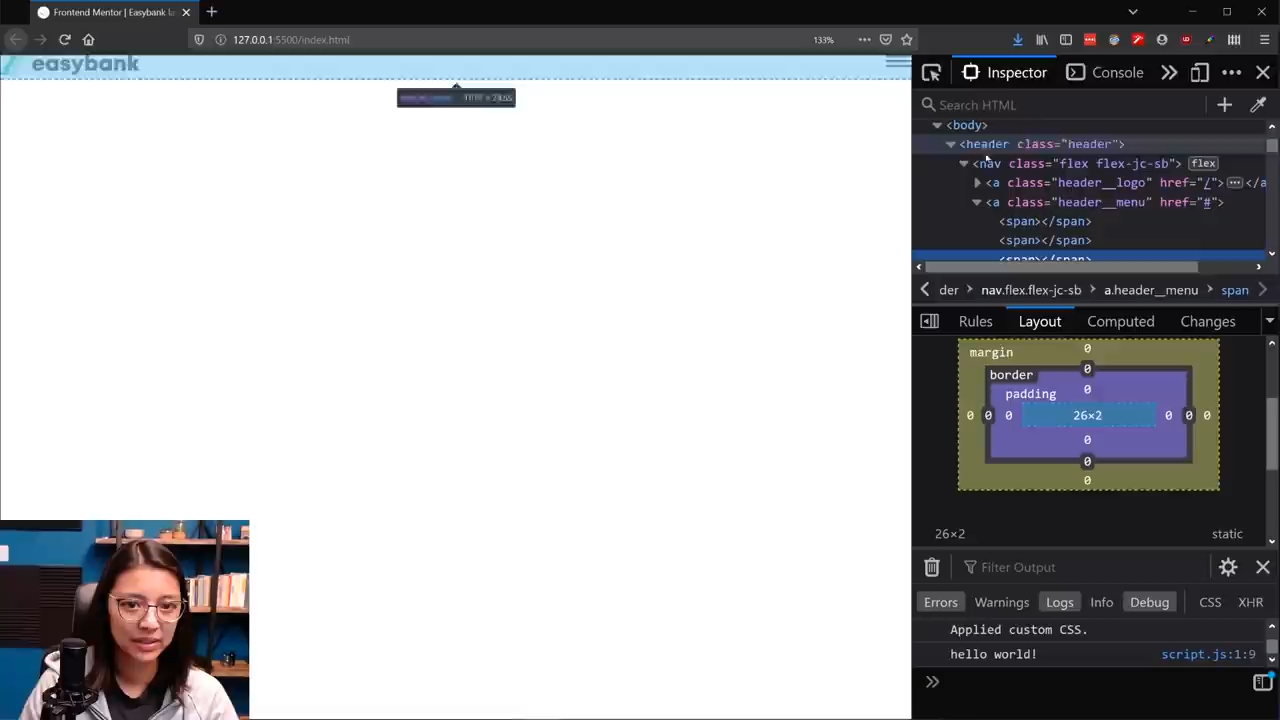 Frontend Mentor | Easybank la
127.0.0.1:5500/index.html
133%
easybank
Inspector
Console
Search HTML
<body>
<header class="header">
<nav class="flex flex-jc-sb">
flex
<a class="header__logo" href="/"> </a
<a class="header__menu" href="#">
<span></span>
<span></span>
<span></span>
der
nav.flex.flex-jc-sb
a.header__menu
span
Rules
Layout
Computed
Changes
margin
0
border
0
padding
0
0
0
0
26×2
0
0
0
0
0
0
26×2
static
Filter Output
Errors
Warnings
Logs
Info
Debug
CSS
XHR
Applied custom CSS.
hello world!
script.js:1:9